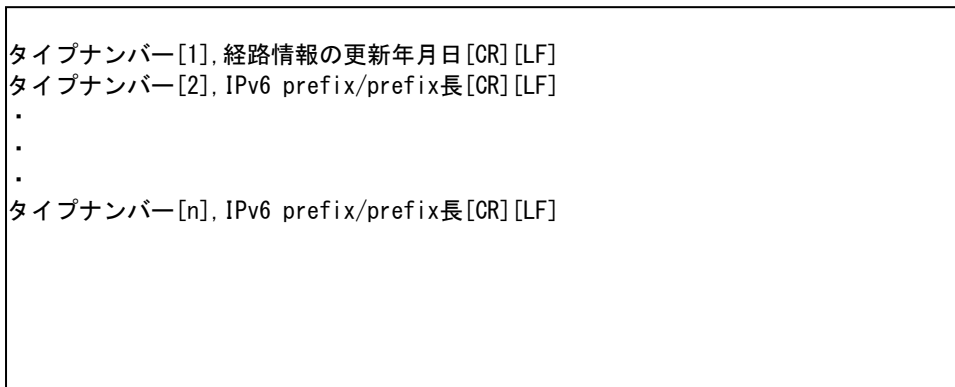 タイプナンバー[1],経路情報の更新年月日[CR][LF]
タイプナンバー[2],IPv6 prefix/prefix長[CR][LF]
・
・
・
タイプナンバー[n],IPv6 prefix/prefix長[CR][LF]